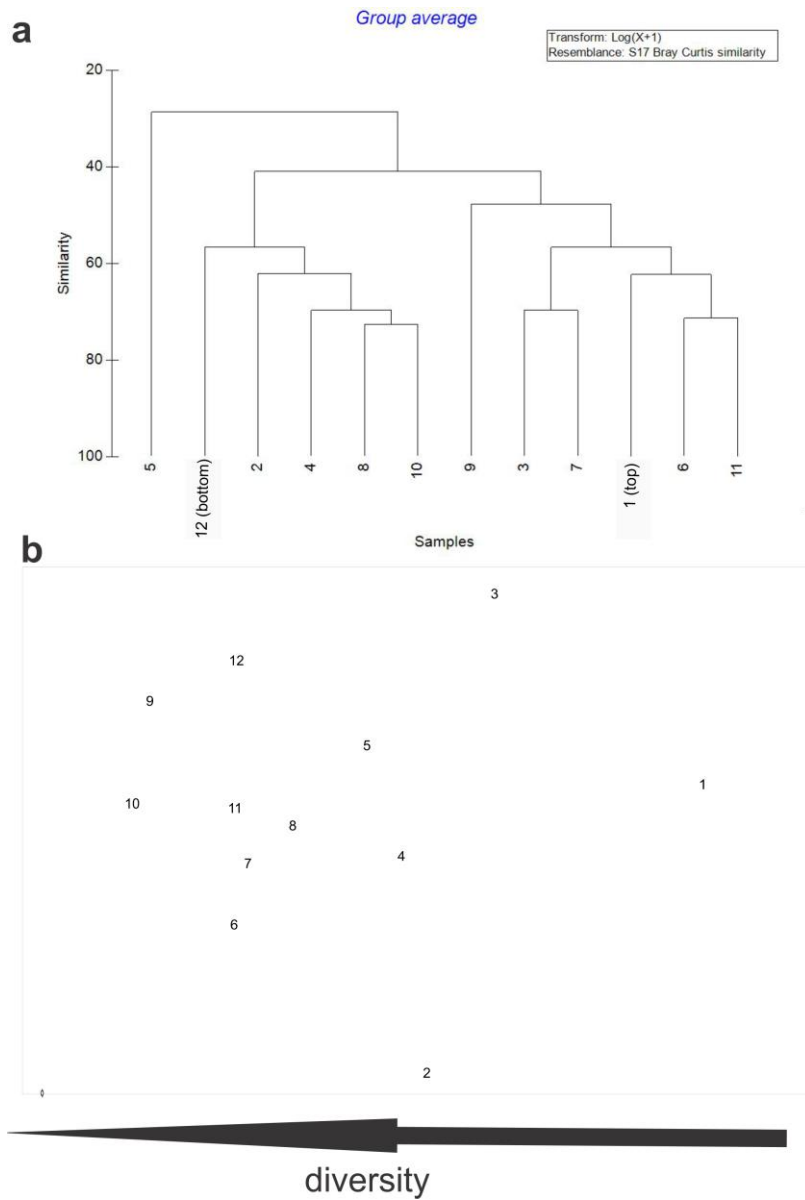 a
Group average
Transform: Log(X+1)
Resemblance: S17 Bray Curtis similarity
20
40
60
80
100
Similarity
5
12 (bottom)
2
4
8
10
9
3
7
1 (top)
6
11
Samples
b
3
12
9
5
1
10
11
8
4
7
6
2
diversity